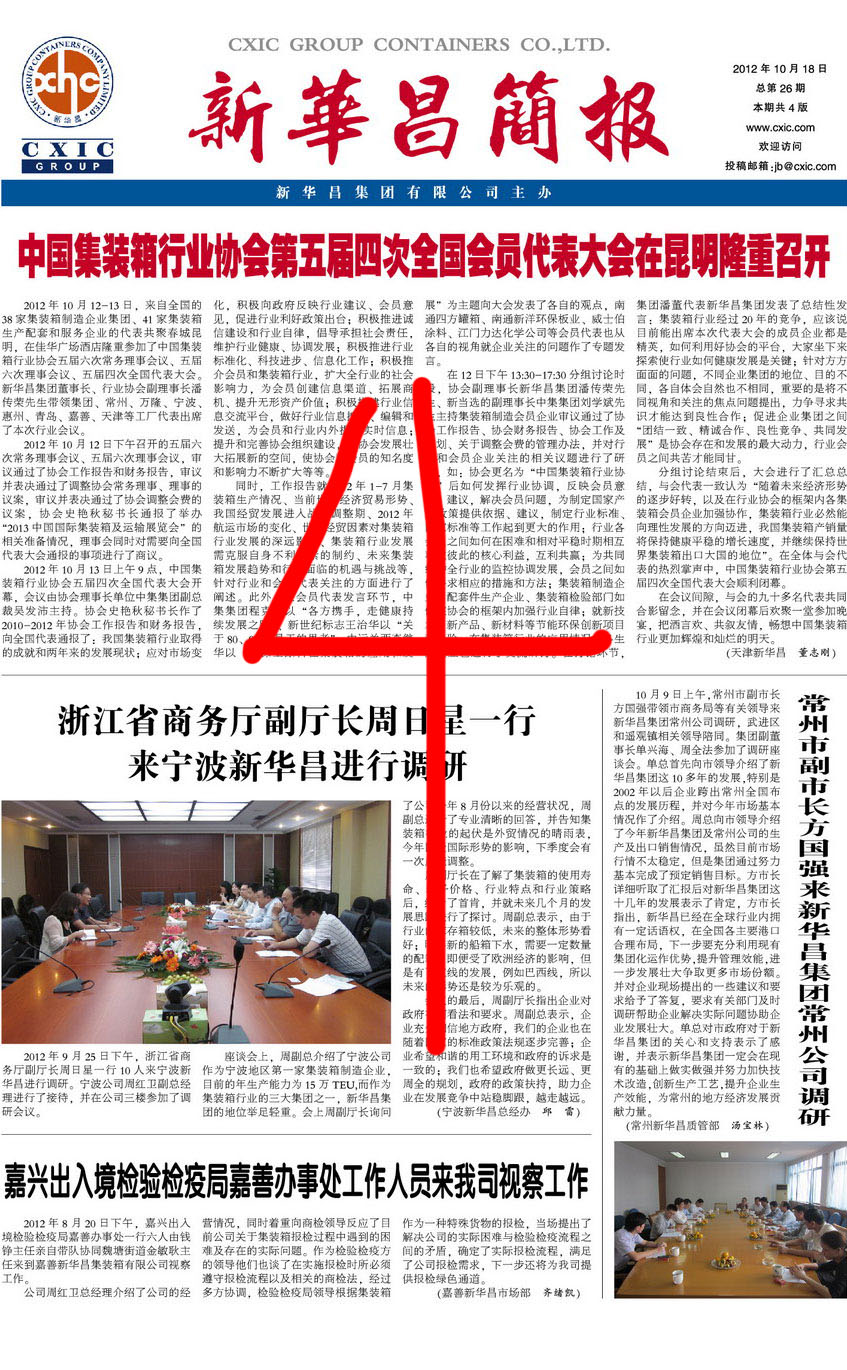 CXIC GROUP CONTAINERS COMPANY LIMITED
xhc
新华昌
CXIC
GROUP
CXIC GROUP CONTAINERS CO.,LTD.
新華昌簡报
2012 年 10 月 18 日
总第 26 期
本期共 4 版
www.cxic.com
欢迎访问
投稿邮箱:jb@cxic.com
新华昌集团有限公司主办
中国集装箱行业协会第五届四次全国会员代表大会在昆明隆重召开
2012 年 10 月 12-13 日，来自全国的
38 家集装箱制造企业集团、41 家集装箱
生产配套和服务企业的代表共聚春城昆
明，在佳华广场酒店隆重参加了中国集装
箱行业协会五届六次常务理事会议、五届
六次理事会议、五届四次全国代表大会。
新华昌集团董事长、行业协会副理事长潘
传荣先生带领集团、常州、万隆、宁波、
惠州、青岛、嘉善、天津等工厂代表出席
了本次行业会议。
2012 年 10 月 12 日下午召开的五届六
次常务理事会议、五届六次理事会议，审
议通过了协会工作报告和财务报告，审议
并表决通过了调整协会常务理事、理事的
议案，审议并表决通过了协会调整会费的
议案，协会史艳秋秘书长通报了举办
“2013 中国国际集装箱及运输展览会” 的
相关准备情况，理事会同时对需要向全国
代表大会通报的事项进行了商议。
2012 年 10 月 13 日上午 9 点，中国集
装箱行业协会五届四次全国代表大会开
幕，会议由协会理事长单位中集集团副总
裁吴发沛主持。协会史艳秋秘书长作了
2010-2012 年协会工作报告和财务报告，
向全国代表通报了：我国集装箱行业取得
的成就和两年来的发展现状；应对市场变
化，积极向政府反映行业建议、会员意
见，促进行业利好政策出台；积极推进诚
信建设和行业自律，倡导承担社会责任，
维护行业健康、协调发展；积极推进行业
标准化、科技进步、信息化工作；积极推
介会员和集装箱行业，扩大全行业的社会
影响力，为会员创建信息渠道、拓展商
机、提升无形资产价值；积极 行业信
息交流平台，做好行业信息 编辑和
发送，为会员和行业内外提 实时信息；
提升和完善协会组织建设， 协会发展壮
大拓展新的空间，使协会 员的知名度
和影响力不断扩大等等。
同时，工作报告就 年 1-7 月集
装箱生产情况、当前 经济贸易形势、
我国经贸发展进入 调整期、2012 年
航运市场的变化、世 经贸因素对集装箱
行业发展的深远 集装箱行业发展
需克服自身不利 的制约、未来集装
箱发展趋势和行 面临的机遇与挑战等，
针对行业和会 代表关注的方面进行了
阐述。此外， 会员代表发言环节，中
集集团程克 以 “各方携手，走健康持
续发展之 新世纪标志王冶华以 “关
于 80、
华以 “
展” 为主题向大会发表了各自的观点，南
通四方罐箱、南通新洋环保板业、威士伯
涂料、江门力达化学公司等会员代表也从
各自的视角就企业关注的问题作了专题发
言。
在 12 日下午 13:30-17:30 分组讨论时
段，协会副理事长新华昌集团潘传荣先
生、新当选的副理事长中集集团刘学斌先
生主持集装箱制造会员企业审议通过了协
工作报告、协会财务报告、协会工作及
划、关于调整会费的管理办法，并对行
和会员企业关注的相关议题进行了研
如：协会更名为 “中国集装箱行业协
” 后如何发挥行业协调，反映会员意
建议，解决会员问题，为制定国家产
政策提供依据、建议，制定行业标准、
标准等工作起到更大的作用；行业各
之间如何在困难和相对平稳时期相互
彼此的核心利益，互利共赢；为共同
全行业的监控协调发展，会员之间如
求相应的措施和方法；集装箱制造企
配套件生产企业、集装箱检验部门如
协会的框架内加强行业自律；就新技
新产品、新材料等节能环保创新项目
环节，
集团潘董代表新华昌集团发表了总结性发
言：集装箱行业经过 20 年的竞争，应该说
目前能出席本次代表大会的成员企业都是
精英，如何利用好协会的平台，大家坐下来
探索使行业如何健康发展是关键；针对方方
面面的问题，不同企业集团的地位、目的不
同，各自体会自然也不相同，重要的是将不
同视角和关注的焦点问题提出，力争寻求共
识才能达到良性合作；促进企业集团之间
“团结一致、精诚合作、良性竞争、共同发
展” 是协会存在和发展的最大动力，行业会
员之间共苦才能同甘。
分组讨论结束后，大会进行了汇总总
结，与会代表一致认为 “随着未来经济形势
的逐步好转，以及在行业协会的框架内各集
装箱会员企业加强协作，集装箱行业必然能
向理性发展的方向迈进，我国集装箱产销量
将保持健康平稳的增长速度，并继续保持世
界集装箱出口大国的地位”。在全体与会代
表的热烈掌声中，中国集装箱行业协会第五
届四次全国代表大会顺利闭幕。
在会议间隙，与会的九十多名代表共同
合影留念，并在会议闭幕后欢聚一堂参加晚
宴，把酒言欢、共叙友情，畅想中国集装箱
行业更加辉煌和灿烂的明天。
(天津新华昌 董志刚)
4
浙江省商务厅副厅长周日星一行
来宁波新华昌进行调研
2012 年 9 月 25 日下午，浙江省商
务厅副厅长周日星一行 10 人来宁波新
华昌进行调研。宁波公司周红卫副总经
理进行了接待，并在公司三楼参加了调
研会议。
座谈会上，周副总介绍了宁波公司
作为宁波地区第一家集装箱制造企业，
目前的年生产能力为 15 万 TEU,而作为
集装箱行业的三大集团之一，新华昌集
团的地位举足轻重。会上周副厅长询问
了公 年 8 月份以来的经营状况，周
副总 了专业清晰的回答，并告知集
装箱 的起伏是外贸情况的晴雨表，
今年 国际形势的影响，下季度会有
一次 调整。
厅长在了解了集装箱的使用寿
命、 价格、行业特点和行业策略
后， 了首肯，并就未来几个月的发
展思 行了探讨。周副总表示，由于
行业 存箱较低，未来的整体形势看
好； 新的船箱下水，需要一定数量
的配 即便受了欧洲经济的影响，但
是有 线的发展，例如巴西线，所以
未来 势还是较为乐观的。
的最后，周副厅长指出企业对
政府 看法和要求。周副总表示，企
业充 信地方政府，我们的企业也在
随着 的标准政策法规逐步完善；企
业希望和谐的用工环境和政府的诉求是
一致的；我们也希望政府做更长远、更
周全的规划，政府的政策扶持，助力企
业在发展竞争中站稳脚跟，越走越远。
(宁波新华昌总经办 邱 雷)
常州市副市长方国强来新华昌集团常州公司调研
10 月 9 日上午,常州市副市长
方国强带领市商务局等有关领导来
新华昌集团常州公司调研，武进区
和遥观镇相关领导陪同。集团副董
事长单兴海、周全法参加了调研座
谈会。单总首先向市领导介绍了新
华昌集团这 10 多年的发展,特别是
2002 年以后企业跨出常州全国布
点的发展历程，并对今年市场基本
情况作了介绍。周总向市领导介绍
了今年新华昌集团及常州公司的生
产及出口销售情况，虽然目前市场
行情不太稳定，但是集团通过努力
基本完成了预定销售目标。方市长
详细听取了汇报后对新华昌集团这
十几年的发展表示了肯定，方市长
指出，新华昌已经在全球行业内拥
有一定话语权，在全国各主要港口
合理布局，下一步要充分利用现有
集团化运作优势,提升管理效能,进
一步发展壮大争取更多市场份额。
并对企业现场提出的一些建议和要
求给予了答复，要求有关部门及时
调研帮助企业解决实际问题协助企
业发展壮大。单总对市政府对于新
华昌集团的关心和支持表示了感
谢，并表示新华昌集团一定会在现
有的基础上做实做强并努力加快技
术改造,创新生产工艺,提升企业生
产效能，为常州的地方经济发展贡
献力量。
(常州新华昌质管部 汤宝林)
嘉兴出入境检验检疫局嘉善办事处工作人员来我司视察工作
2012 年 8 月 20 日下午，嘉兴出入
境检验检疫局嘉善办事处一行六人由钱
铮主任亲自带队协同魏塘街道金敏耿主
任来到嘉善新华昌集装箱有限公司视察
工作。
公司周红卫总经理介绍了公司的经
营情况，同时着重向商检领导反应了目
前公司关于集装箱报检过程中遇到的困
难及存在的实际问题。作为检验检疫方
的领导他们也谈了在实施报检时所必须
遵守报检流程以及相关的商检法，经过
多方协调，检验检疫局领导根据集装箱
作为一种特殊货物的报检，当场提出了
解决公司的实际困难与检验检疫流程之
间的矛盾，确定了实际报检流程，满足
了公司报检需求，下一步还将为我司提
供报检绿色通道。
(嘉善新华昌市场部 齐绪凯)